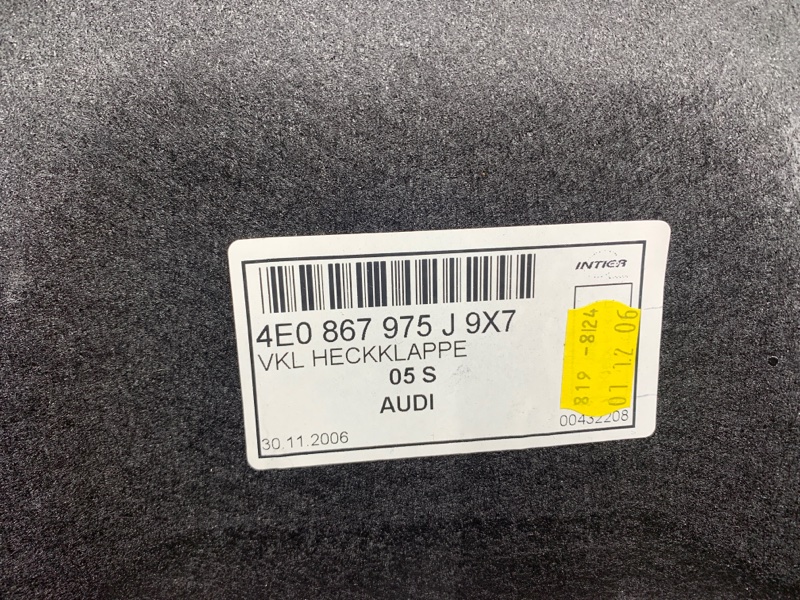 INTIER
4E0 867 975 J 9X7
VKL HECKKLAPPE
05 S
AUDI
30.11.2006
00432208
819 -8124
01 12 06